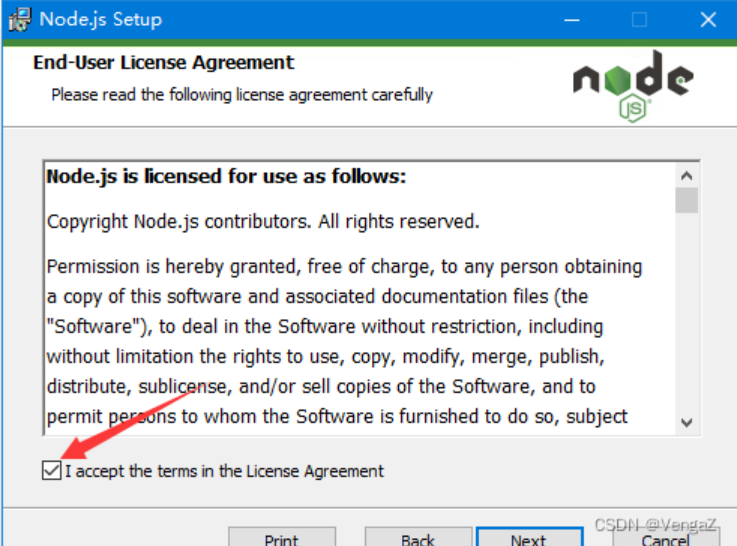 Node.js Setup
End-User License Agreement
Please read the following license agreement carefully
node
JS
Node.js is licensed for use as follows:
Copyright Node.js contributors. All rights reserved.
Permission is hereby granted, free of charge, to any person obtaining
a copy of this software and associated documentation files (the
"Software"), to deal in the Software without restriction, including
without limitation the rights to use, copy, modify, merge, publish,
distribute, sublicense, and/or sell copies of the Software, and to
permit persons to whom the Software is furnished to do so, subject
I accept the terms in the License Agreement
Print Back Next Cancel
CSDN @VengaZ